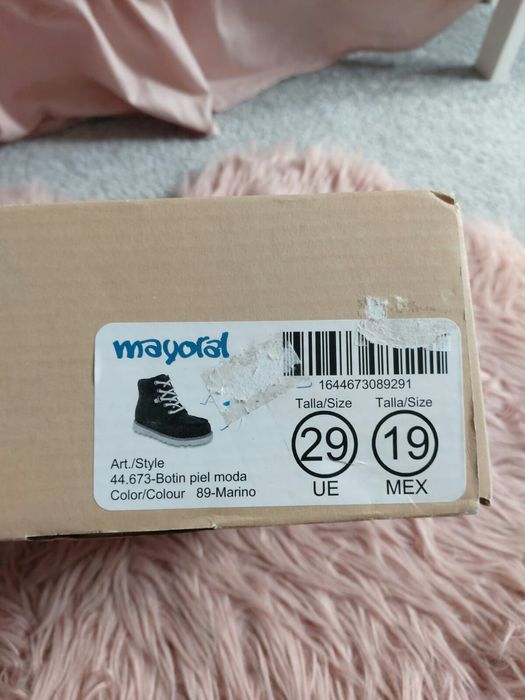 mayoral
1644673089291
Talla/Size Talla/Size
29 19
UE MEX
Art./Style
44.673-Botin piel moda
Color/Colour 89-Marino